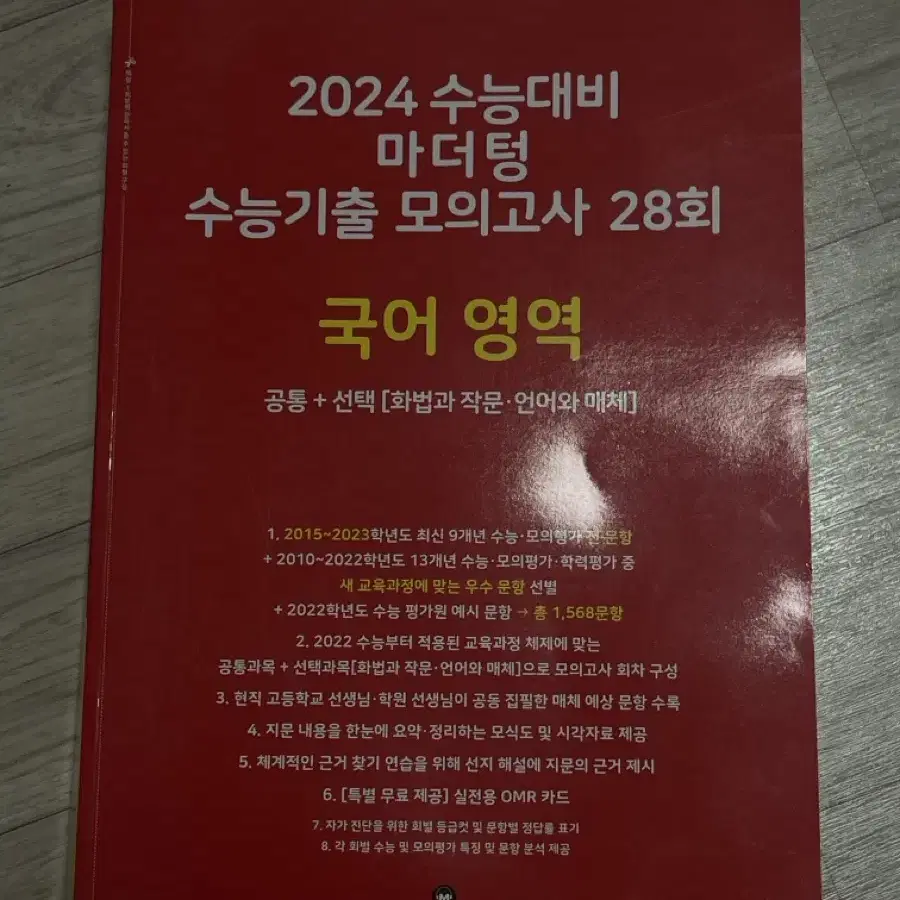 2024 수능대비
마더텅
수능기출 모의고사 28회
국어 영역
공통 + 선택 [화법과 작문·언어와 매체]
1. 2015~2023학년도 최신 9개년 수능·모의평가 전 문항
+ 2010~2022학년도 13개년 수능·모의평가·학력평가 중
새 교육과정에 맞는 우수 문항 선별
+ 2022학년도 수능 평가원 예시 문항 → 총 1,568문항
2. 2022 수능부터 적용된 교육과정 체제에 맞는
공통과목 + 선택과목[화법과 작문·언어와 매체]으로 모의고사 회차 구성
3. 현직 고등학교 선생님·학원 선생님이 공동 집필한 매체 예상 문항 수록
4. 지문 내용을 한눈에 요약·정리하는 모식도 및 시각자료 제공
5. 체계적인 근거 찾기 연습을 위해 선지 해설에 지문의 근거 제시
6. [특별 무료 제공] 실전용 OMR 카드
7. 자가 진단을 위한 회별 등급컷 및 문항별 정답률 표기
8. 각 회별 수능 및 모의평가 특징 및 문항 분석 제공